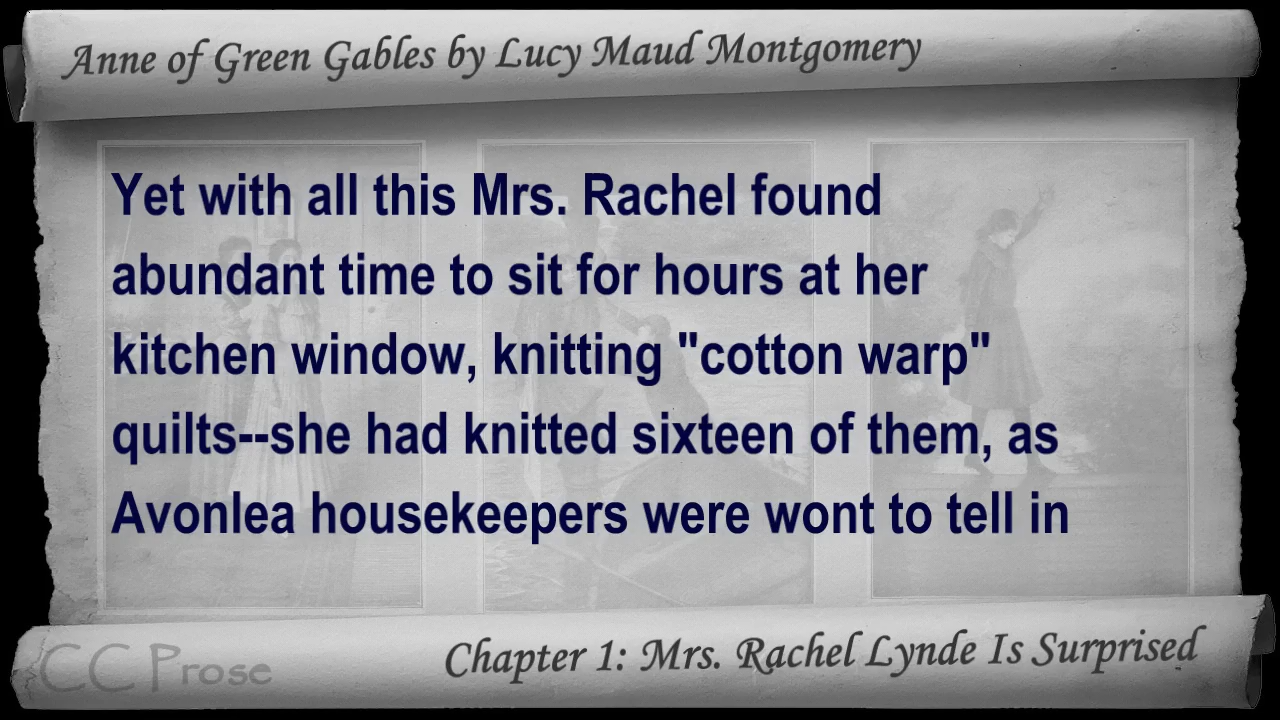 Anne of Green Gables by Lucy Maud Montgomery
Yet with all this Mrs. Rachel found
abundant time to sit for hours at her
kitchen window, knitting "cotton warp"
quilts--she had knitted sixteen of them, as
Avonlea housekeepers were wont to tell in
CC Prose
Chapter 1: Mrs. Rachel Lynde Is Surprised